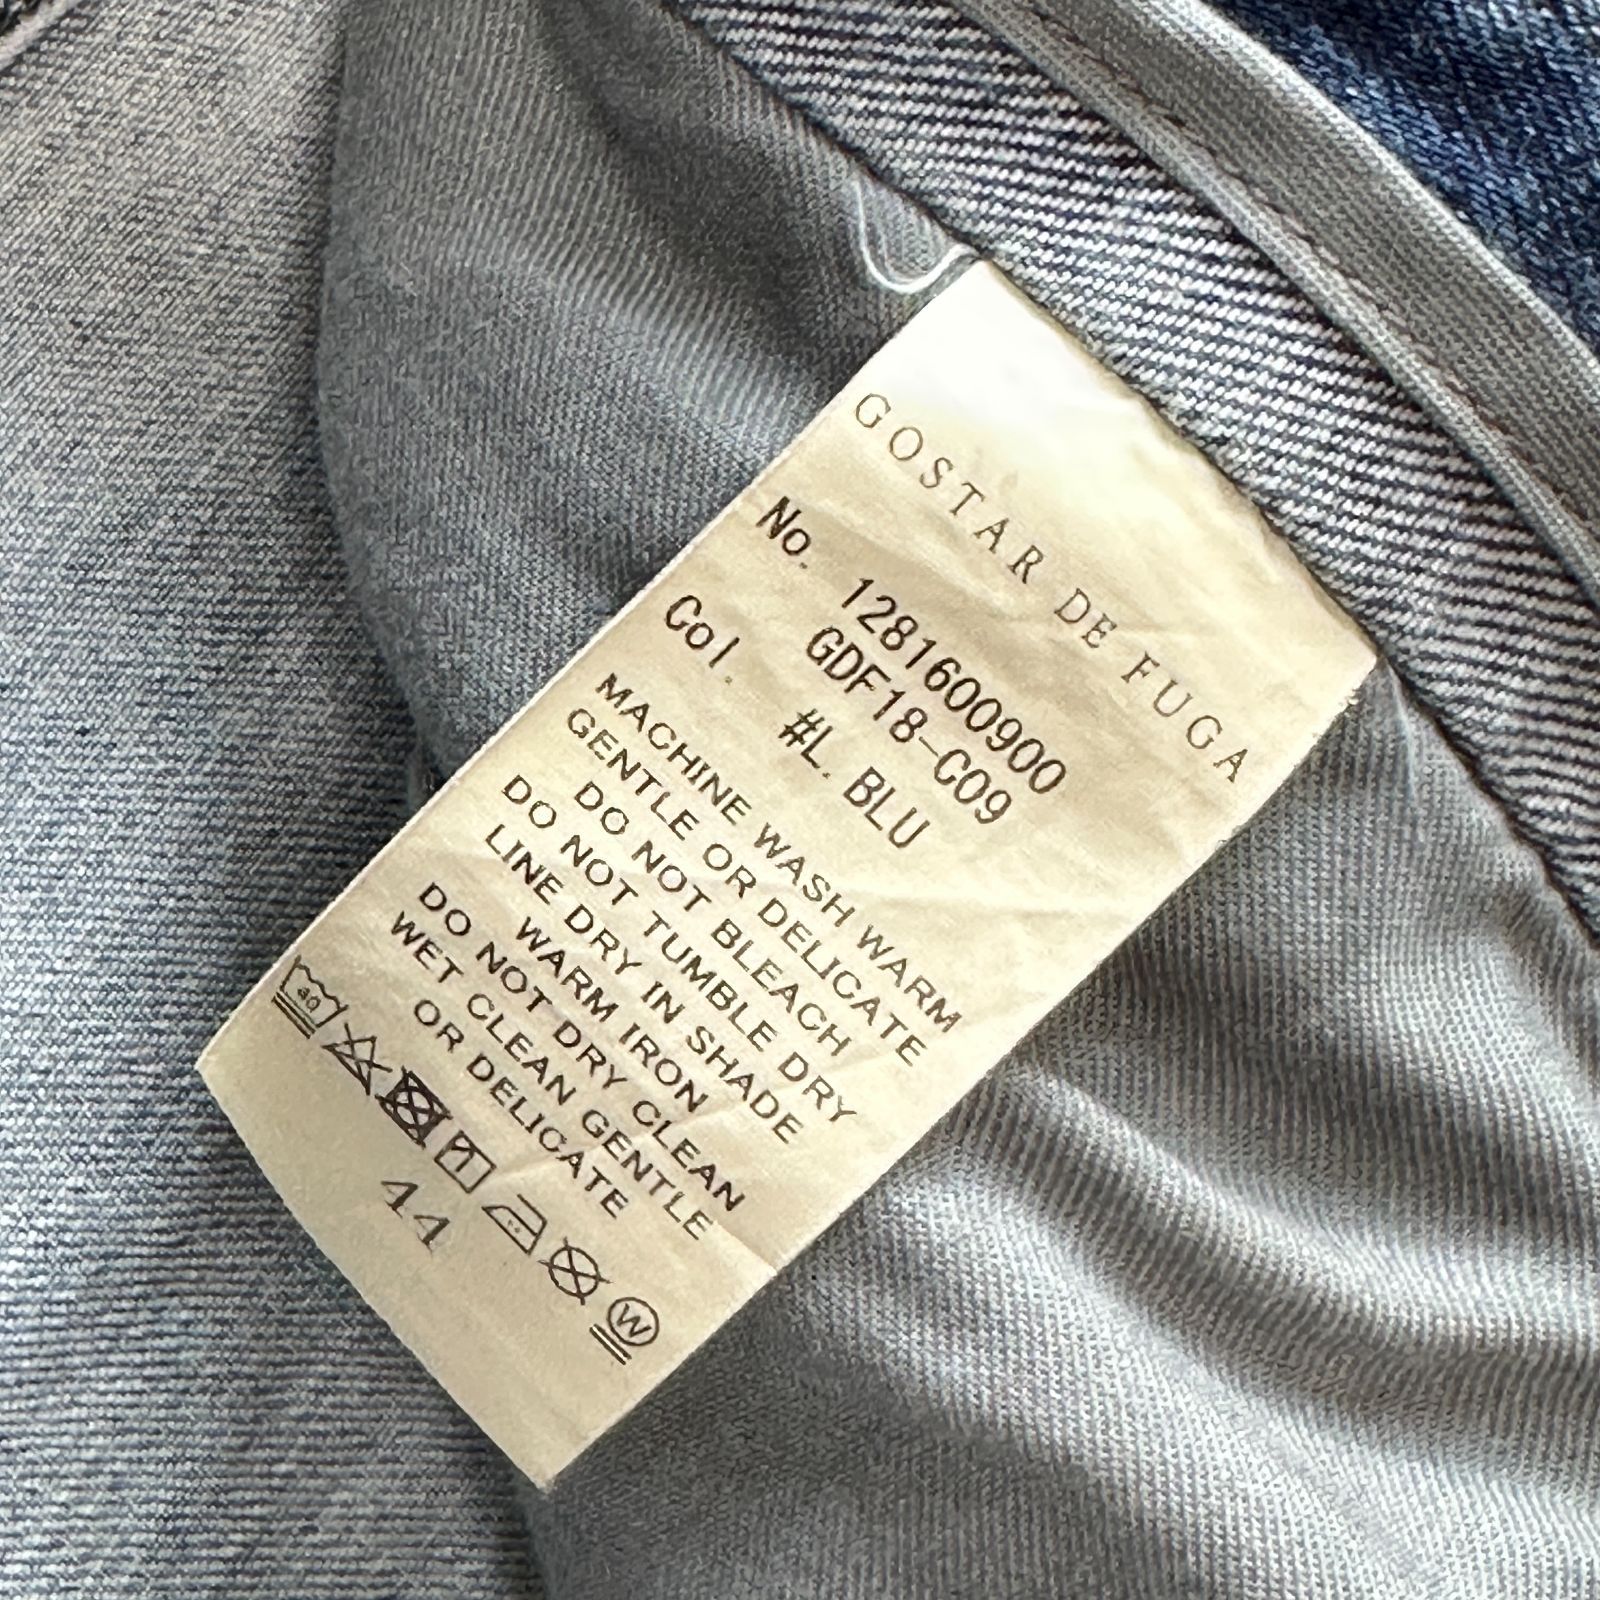 GOSTAR DE FUGA
No. 1281600900
GDF18-C09
Col. #L. BLU
MACHINE WASH WARM
GENTLE OR DELICATE
DO NOT BLEACH
DO NOT TUMBLE DRY
LINE DRY IN SHADE
WARM IRON
DO NOT DRY CLEAN
WET CLEAN GENTLE
OR DELICATE
W
44